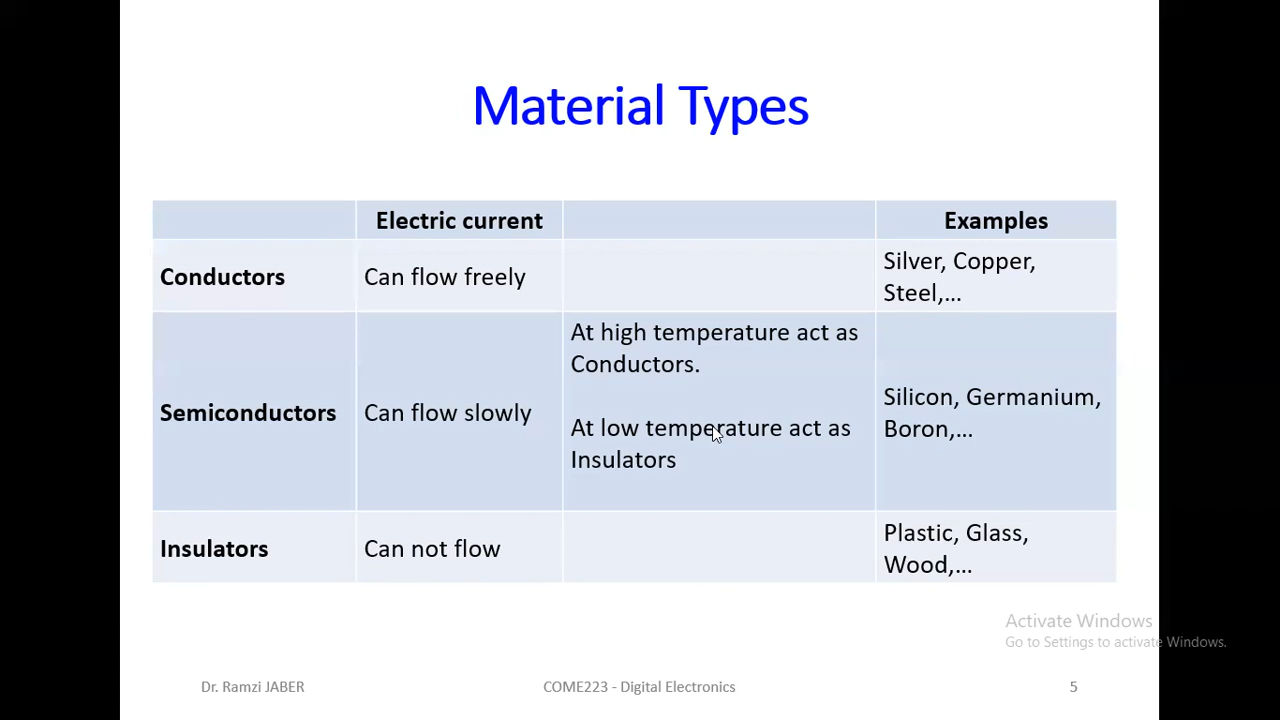 Material Types
Electric current
Examples
Conductors
Can flow freely
Silver, Copper,
Steel,...
Semiconductors
Can flow slowly
At high temperature act as
Conductors.
At low temperature act as
Insulators
Silicon, Germanium,
Boron,...
Insulators
Can not flow
Plastic, Glass,
Wood,...
Activate Windows
Go to Settings to activate Windows.
Dr. Ramzi JABER
COME223 - Digital Electronics
5